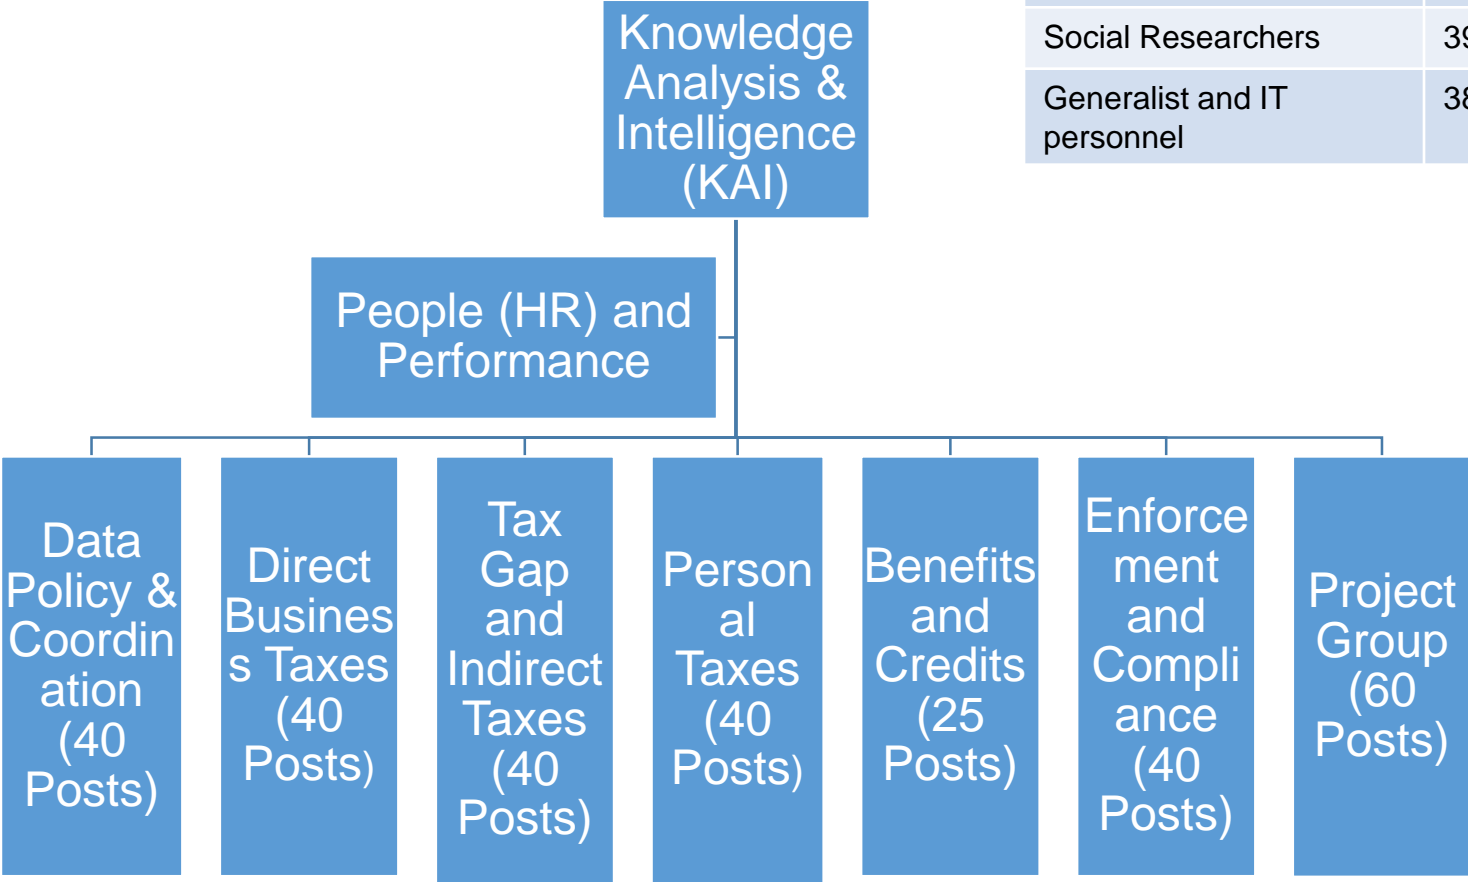 Knowledge
Analysis &
Intelligence
(KAI)
Social Researchers 39
Generalist and IT 38
personnel
People (HR) and
Performance
Data
Policy &
Coordin
ation
(40
Posts)
Direct
Busines
s Taxes
(40
Posts)
Tax
Gap
and
Indirect
Taxes
(40
Posts)
Person
al
Taxes
(40
Posts)
Benefits
and
Credits
(25
Posts)
Enforce
ment
and
Compli
ance
(40
Posts)
Project
Group
(60
Posts)